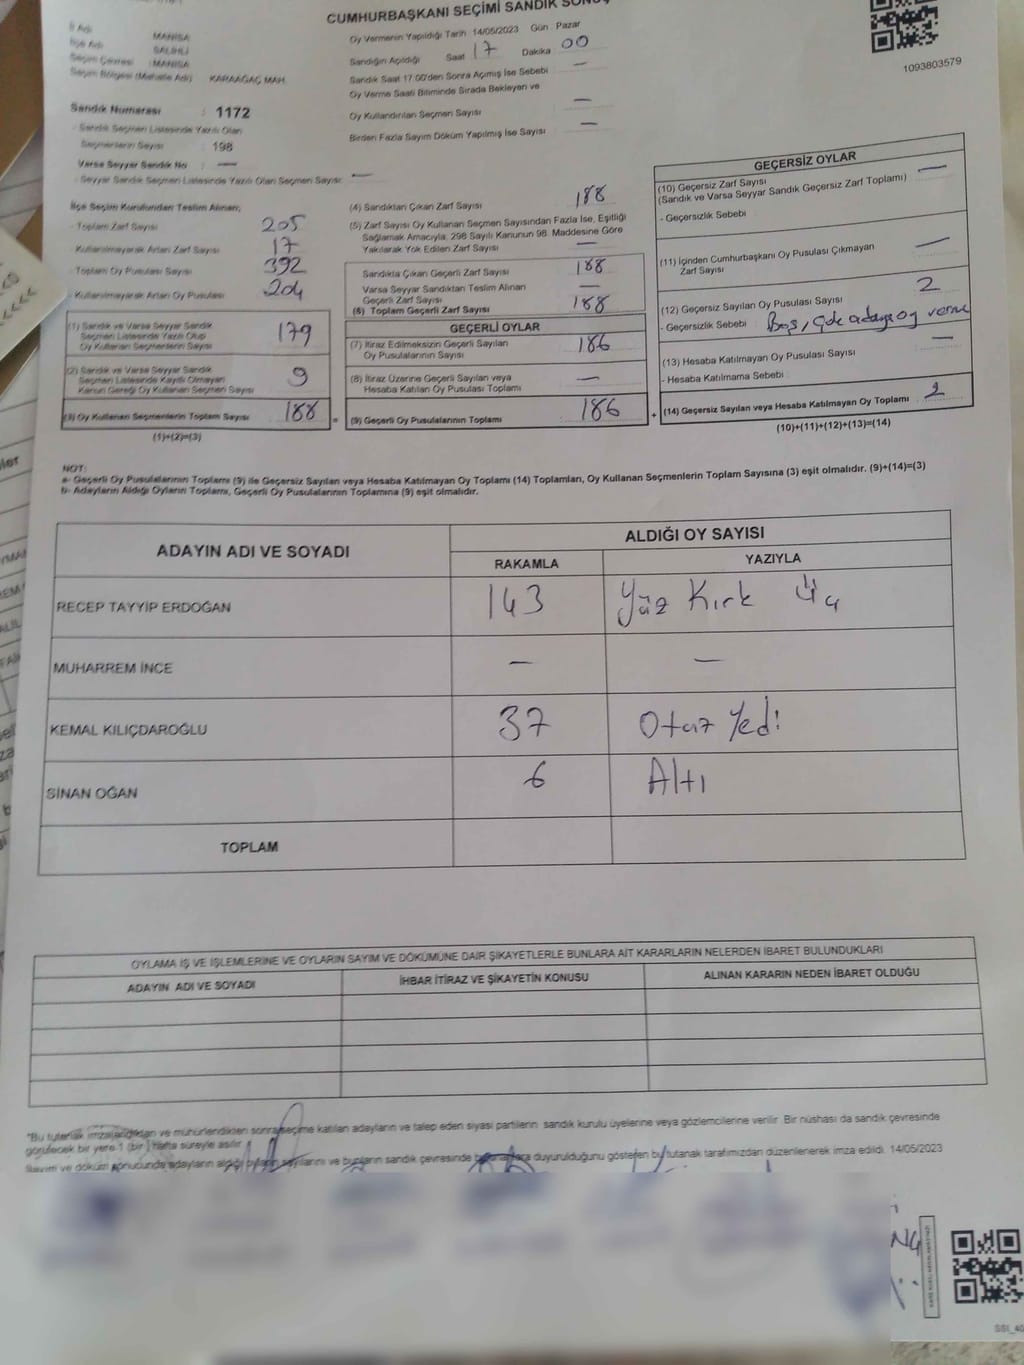 CUMHURBAŞKANI SEÇİMİ SANDIK
İl Adı MANİSA
İlçe Adı SALİHLİ
Seçim Çevresi : MANİSA
Seçim Bölgesi (Mahalle Adı) KARAAĞAÇ MAH.
Sandık Numarası : 1172
- Sandık Seçmen Listesinde Yazılı Olan
Seçmenlerin Sayısı : 198
Varsa Seyyar Sandık No : —
- Seyyar Sandık Seçmen Listesinde Yazılı Olan Seçmen Sayısı: —
İlçe Seçim Kurulundan Teslim Alınan;
- Toplam Zarf Sayısı 205
- Kullanılmayarak Artan Zarf Sayısı 17
- Toplam Oy Pusulası Sayısı 392
- Kullanılmayarak Artan Oy Pusulası 204
(1) Sandık ve Varsa Seyyar Sandık
Seçmen Listesinde Yazılı Olup
Oy Kullanan Seçmenlerin Sayısı 179
(2) Sandık ve Varsa Seyyar Sandık
Seçmen Listesinde Kayıtlı Olmayan
Kanun Gereği Oy Kullanan Seçmen Sayısı 9
(3) Oy Kullanan Seçmenlerin Toplam Sayısı 188 =
(1)+(2)=(3)
Oy Vermenin Yapıldığı Tarih 14/05/2023 Gün : Pazar
Sandığın Açıldığı Saat 17 Dakika 00
Sandık Saat 17.00'den Sonra Açımış İse Sebebi —
Oy Verme Saati Bitiminde Sırada Bekleyen ve
Oy Kullandırılan Seçmen Sayısı —
Birden Fazla Sayım Döküm Yapılmış İse Sayısı —
(4) Sandıktan Çıkan Zarf Sayısı 188
(5) Zarf Sayısı Oy Kullanan Seçmen Sayısından Fazla İse, Eşitliği
Sağlamak Amacıyla; 298 Sayılı Kanunun 98. Maddesine Göre
Yakılarak Yok Edilen Zarf Sayısı —
Sandıkta Çıkan Geçerli Zarf Sayısı 188
Varsa Seyyar Sandıktan Teslim Alınan
Geçerli Zarf Sayısı —
(6) Toplam Geçerli Zarf Sayısı 188
GEÇERLİ OYLAR
(7) İtiraz Edilmeksizin Geçerli Sayılan
Oy Pusulalarının Sayısı 186
(8) İtiraz Üzerine Geçerli Sayılan veya
Hesaba Katılan Oy Pusulası Toplamı —
(9) Geçerli Oy Pusulalarının Toplamı 186 +
1093803579
GEÇERSİZ OYLAR
(10) Geçersiz Zarf Sayısı —
(Sandık ve Varsa Seyyar Sandık Geçersiz Zarf Toplamı)
- Geçersizlik Sebebi
(11) İçinden Cumhurbaşkanı Oy Pusulası Çıkmayan
Zarf Sayısı —
(12) Geçersiz Sayılan Oy Pusulası Sayısı 2
- Geçersizlik Sebebi Boş, Çok adaya oy verme
(13) Hesaba Katılmayan Oy Pusulası Sayısı —
- Hesaba Katılmama Sebebi
(14) Geçersiz Sayılan veya Hesaba Katılmayan Oy Toplamı 2
(10)+(11)+(12)+(13)=(14)
NOT:
a- Geçerli Oy Pusulalarının Toplamı (9) ile Geçersiz Sayılan veya Hesaba Katılmayan Oy Toplamı (14) Toplamları, Oy Kullanan Seçmenlerin Toplam Sayısına (3) eşit olmalıdır. (9)+(14)=(3)
b- Adayların Aldığı Oyların Toplamı, Geçerli Oy Pusulalarının Toplamına (9) eşit olmalıdır.
ADAYIN ADI VE SOYADI ALDIĞI OY SAYISI
RAKAMLA YAZIYLA
RECEP TAYYİP ERDOĞAN 143 Yüz Kırk Üç
MUHARREM İNCE — —
KEMAL KILIÇDAROĞLU 37 Otuz Yedi
SİNAN OĞAN 6 Altı
TOPLAM
OYLAMA İŞ VE İŞLEMLERİNE VE OYLARIN SAYIM VE DÖKÜMÜNE DAİR ŞİKAYETLERLE BUNLARA AİT KARARLARIN NELERDEN İBARET BULUNDUKLARI
ADAYIN ADI VE SOYADI İHBAR İTİRAZ VE ŞİKAYETİN KONUSU ALINAN KARARIN NEDEN İBARET OLDUĞU
*Bu tutanak imzalandıktan ve mühürlendikten sonra seçime katılan adayların ve talep eden siyasi partilerin sandık kurulu üyelerine veya gözlemcilerine verilir. Bir nüshası da sandık çevresinde
görülecek bir yere 1 (bir) hafta süreyle asılır.
Sayım ve döküm sonucunda adayların aldığı oyların sayılarını ve bunların sandık çevresinde duyurulduğunu gösteren bu tutanak tarafımızdan düzenlenerek imza edildi. 14/05/2023